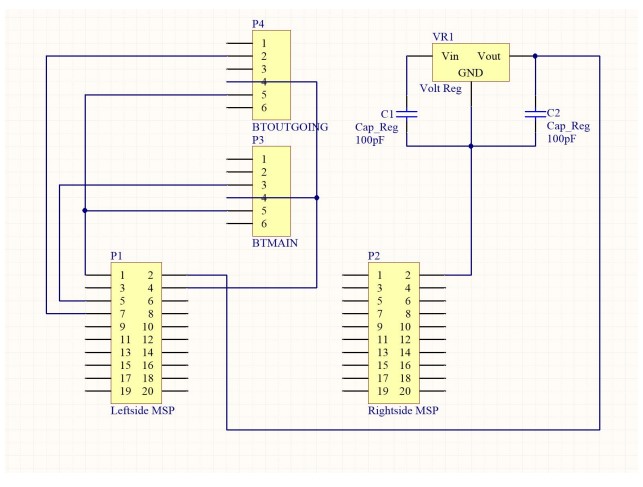 P4
1
2
3
4
5
6
BTOUTGOING
P3
1
2
3
4
5
6
BTMAIN
VR1
Vin Vout
GND
Volt Reg
C1
Cap_Reg
100pF
C2
Cap_Reg
100pF
P1
1 2
3 4
5 6
7 8
9 10
11 12
13 14
15 16
17 18
19 20
Leftside MSP
P2
1 2
3 4
5 6
7 8
9 10
11 12
13 14
15 16
17 18
19 20
Rightside MSP